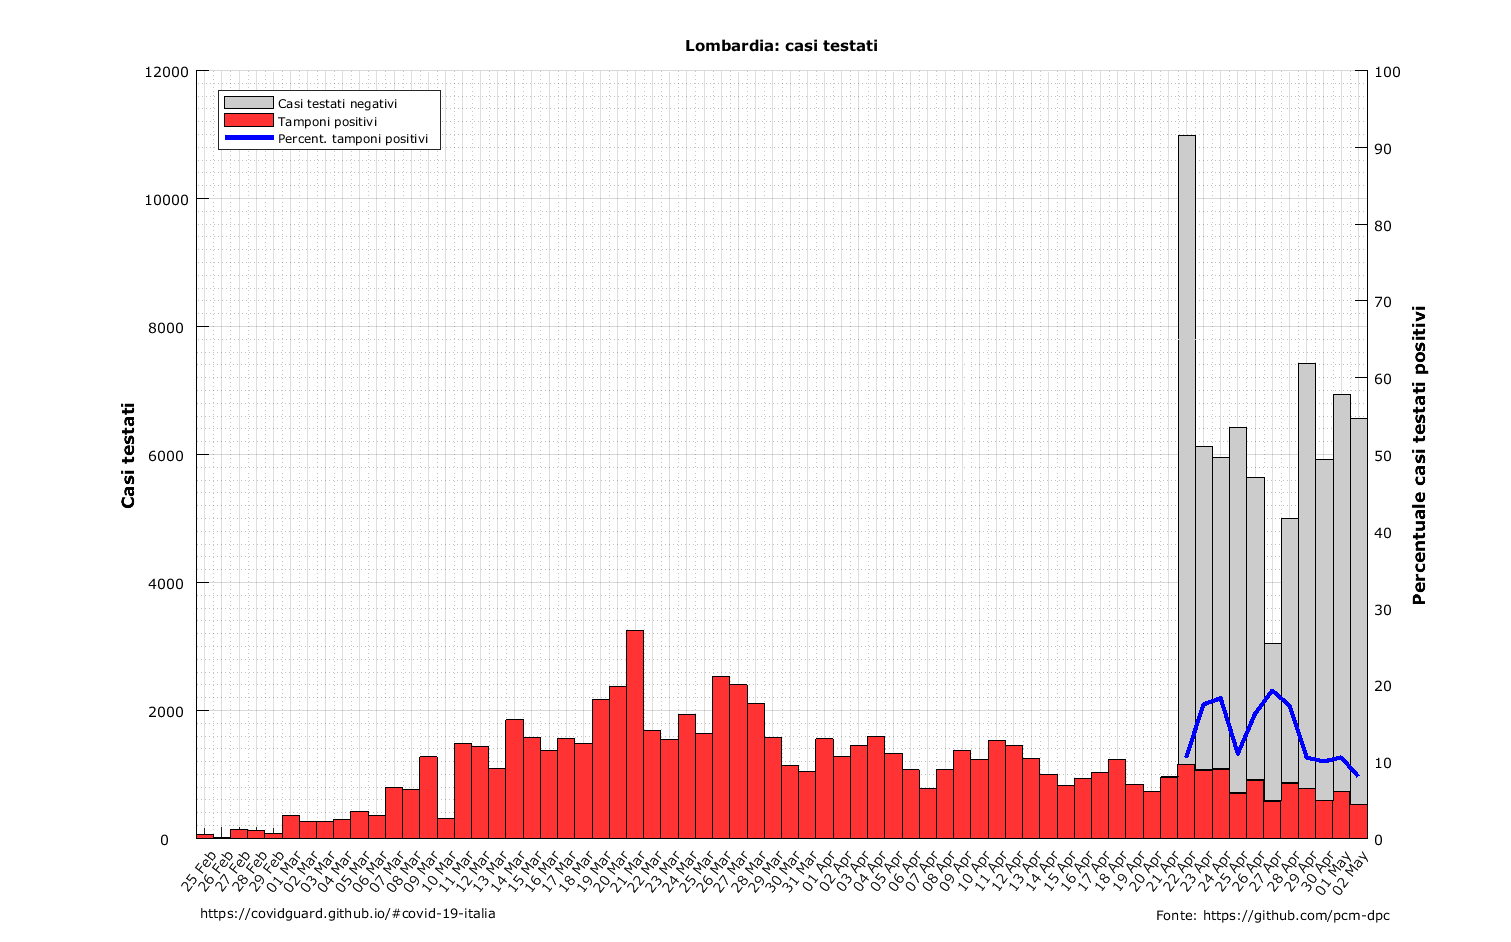 Lombardia: casi testati
12000
10000
8000
6000
4000
2000
0
Casi testati
Casi testati negativi
Tamponi positivi
Percent. tamponi positivi
100
90
80
70
60
50
40
30
20
10
0
Percentuale casi testati positivi
25 Feb
26 Feb
27 Feb
28 Feb
29 Feb
01 Mar
02 Mar
03 Mar
04 Mar
05 Mar
06 Mar
07 Mar
08 Mar
09 Mar
10 Mar
11 Mar
12 Mar
13 Mar
14 Mar
15 Mar
16 Mar
17 Mar
18 Mar
19 Mar
20 Mar
21 Mar
22 Mar
23 Mar
24 Mar
25 Mar
26 Mar
27 Mar
28 Mar
29 Mar
30 Mar
31 Mar
01 Apr
02 Apr
03 Apr
04 Apr
05 Apr
06 Apr
07 Apr
08 Apr
09 Apr
10 Apr
11 Apr
12 Apr
13 Apr
14 Apr
15 Apr
16 Apr
17 Apr
18 Apr
19 Apr
20 Apr
21 Apr
22 Apr
23 Apr
24 Apr
25 Apr
26 Apr
27 Apr
28 Apr
29 Apr
30 Apr
01 May
02 May
https://covidguard.github.io/#covid-19-italia
Fonte: https://github.com/pcm-dpc